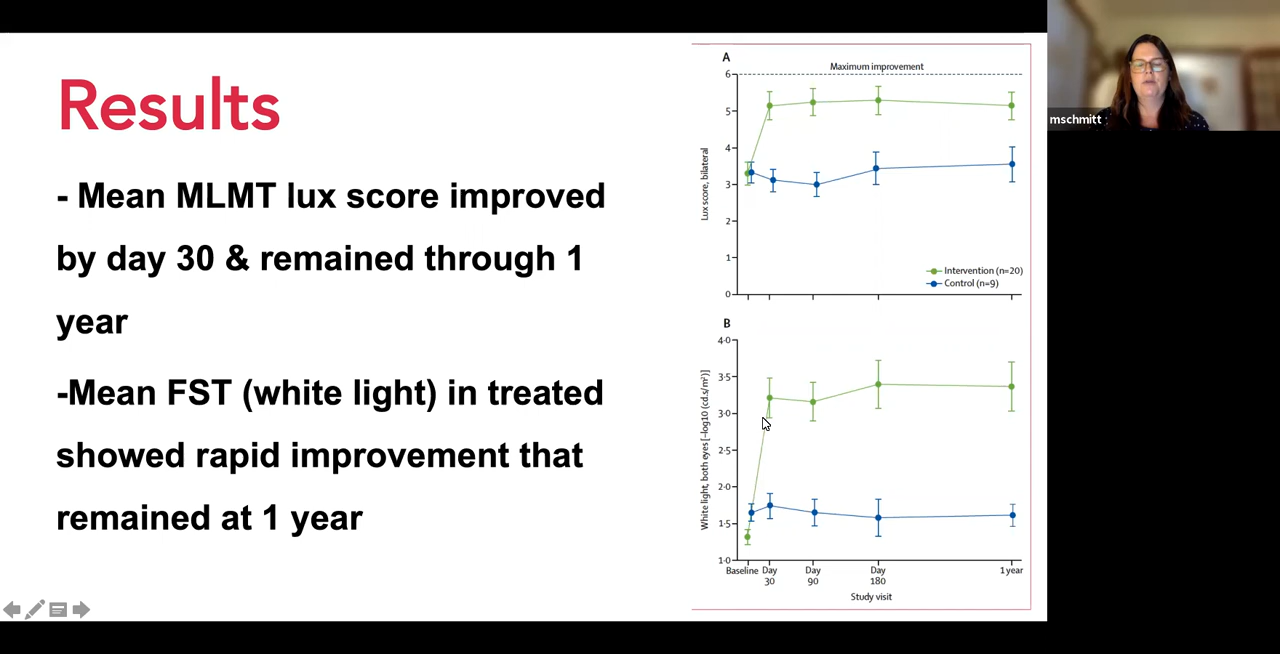 Results
- Mean MLMT lux score improved
by day 30 & remained through 1
year
-Mean FST (white light) in treated
showed rapid improvement that
remained at 1 year
A
Maximum improvement
6
5
4
3
2
1
0
Lux score, bilateral
Intervention (n=20)
Control (n=9)
B
4·0
3·5
3·0
2·5
2·0
1·5
1·0
White light, both eyes [–log10 (cd.s/m²)]
Baseline
Day
30
Day
90
Day
180
1 year
Study visit
mschmitt